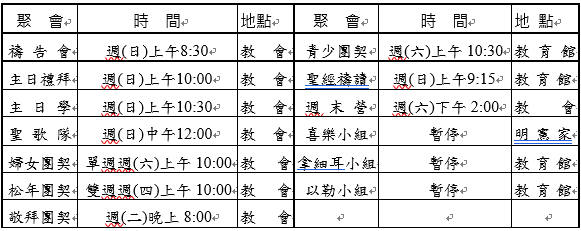 聚 會 時 間 地點 聚 會 時 間 地 點
禱 告 會 週(日)上午8:30 教 會 青少團契 週(六)上午 10:30 教 育 館
主日禮拜 週(日)上午10:00 教 會 聖經禱讀 週(日)上午9:15 教 育 館
主 日 學 週(日)上午10:30 教 會 週 末 營 週(六)下午 2:00 教 會
聖 歌 隊 週(日)中午12:00 教 會 喜樂小組 暫停 明 憲 家
婦女團契 單週週(六)上午 10:00 教 會 拿細耳小組 暫停 教 育 館
松年團契 雙週週(四)上午 10:00 教 會 以勒小組 暫停 教 育 館
敬拜團契 週(二)晚上 8:00 教 會